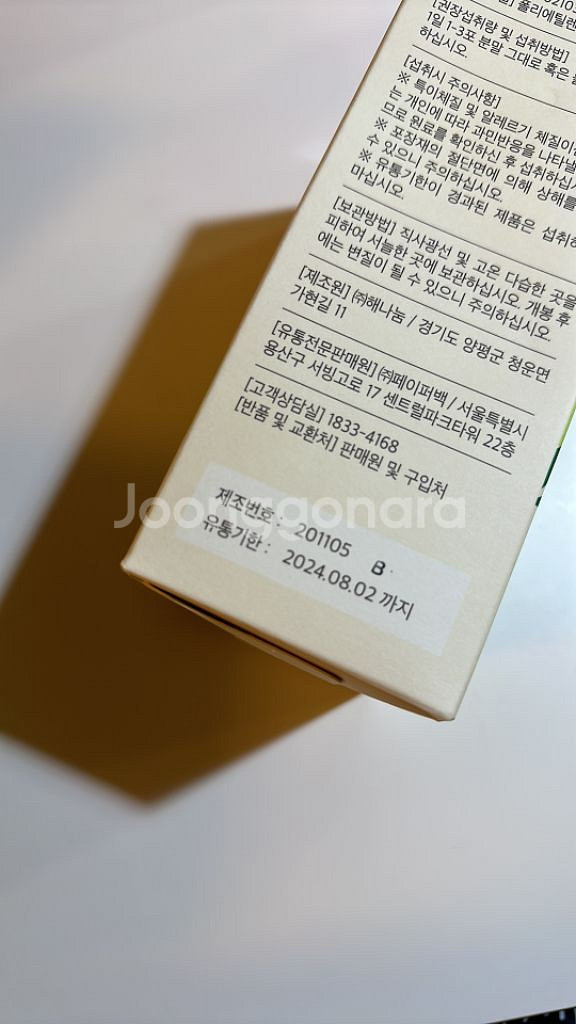 [권장섭취량 및 섭취방법]
1일 1-3포 분말 그대로 혹은
하십시오.
[섭취시 주의사항]
※ 특이체질 및 알레르기 체질이
는 개인에 따라 과민반응을 나타낼
므로 원료를 확인하신 후 섭취하십
※ 포장재의 절단면에 의해 상해를
수 있으니 주의하십시오.
※ 유통기한이 경과된 제품은 섭취하
마십시오.
[보관방법] 직사광선 및 고온 다습한 곳을
피하여 서늘한 곳에 보관하십시오. 개봉 후
에는 변질이 될 수 있으니 주의하십시오.
[제조원] ㈜해나눔 / 경기도 양평군 청운면
가현길 11
[유통전문판매원] ㈜페이퍼백 / 서울특별시
용산구 서빙고로 17 센트럴파크타워 22층
[고객상담실] 1833-4168
[반품 및 교환처] 판매원 및 구입처
Joonggonara
제조번호 : 201105 B
유통기한 : 2024.08.02 까지